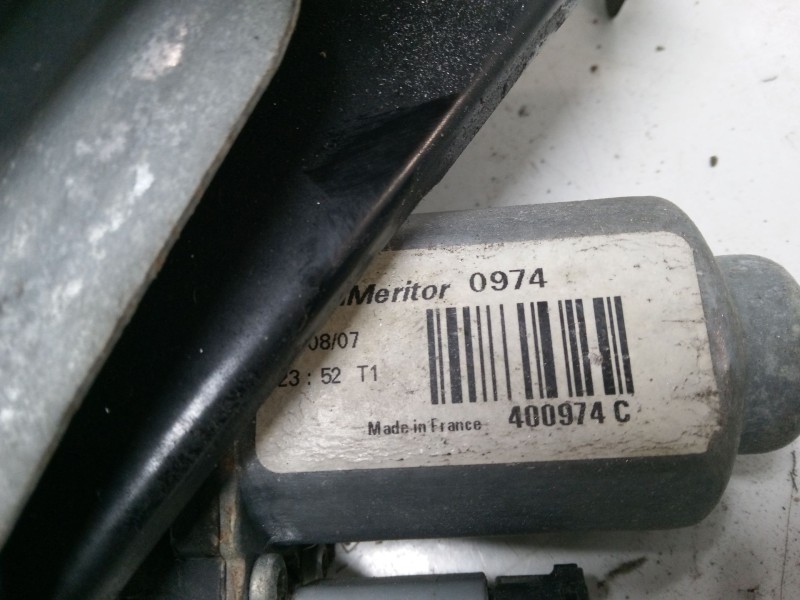 Meritor 0974
08/07
23:52 T1
Made in France 400974 C